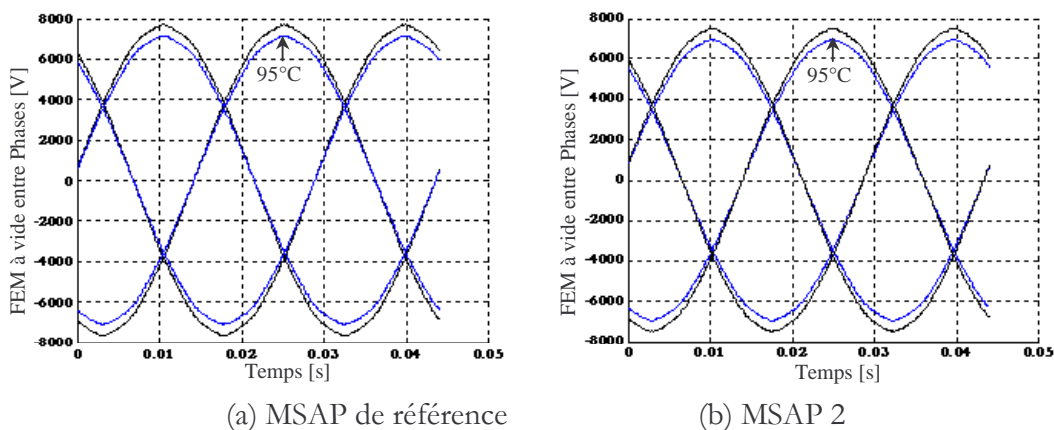 FEM à vide entre Phases [V]
8000
6000
4000
2000
0
-2000
-4000
-6000
-8000
95°C
0 0.01 0.02 0.03 0.04 0.05
Temps [s]
(a) MSAP de référence
FEM à vide entre Phases [V]
8000
6000
4000
2000
0
-2000
-4000
-6000
-8000
95°C
0 0.01 0.02 0.03 0.04 0.05
Temps [s]
(b) MSAP 2